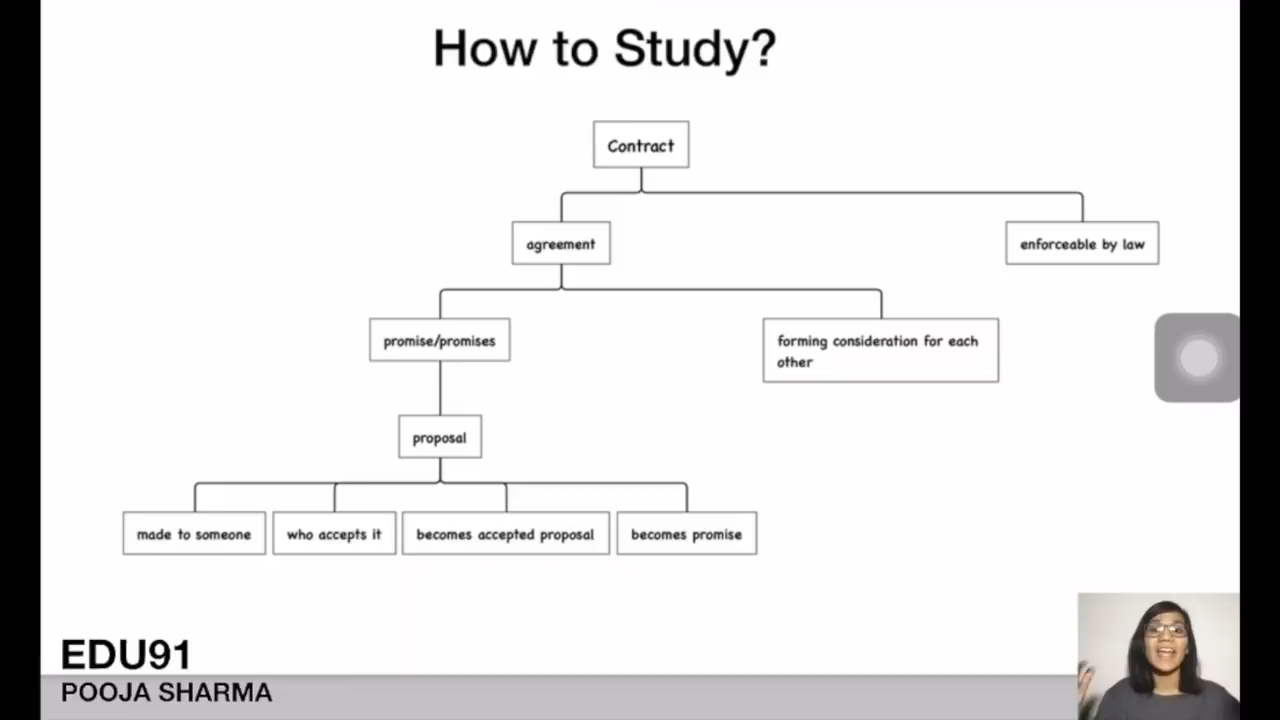 How to Study?
Contract
agreement
enforceable by law
promise/promises
forming consideration for each
other
proposal
made to someone
who accepts it
becomes accepted proposal
becomes promise
EDU91
POOJA SHARMA